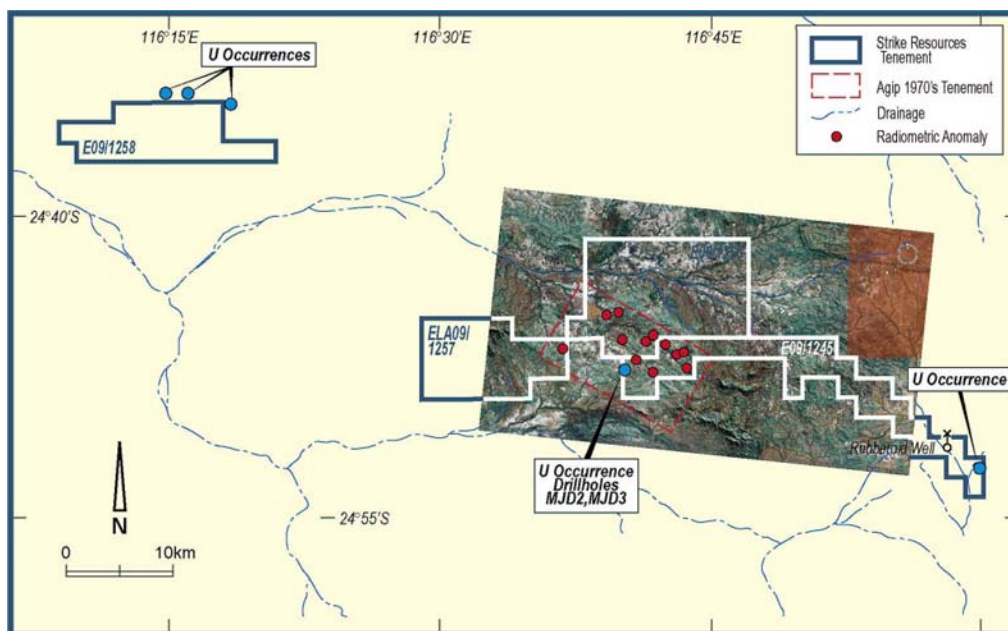 116°15'E
116°30'E
116°45'E
U Occurrences
Strike Resources
Tenement
Agip 1970's Tenement
Drainage
Radiometric Anomaly
E09/1258
24°40'S
ELA09/
1257
E09/1245
U Occurrence
Rubberoid Well
U Occurrence
Drillholes
MJD2,MJD3
24°55'S
N
0
10km